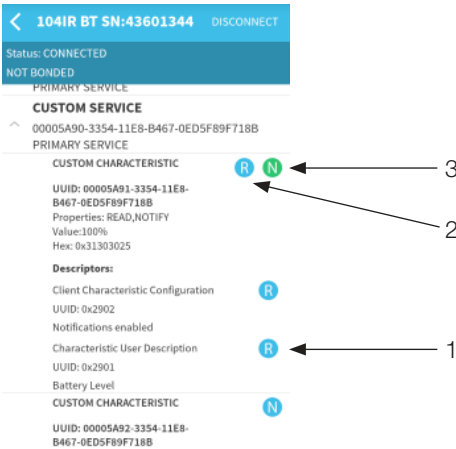 104IR BT SN:43601344 DISCONNECT
Status: CONNECTED
NOT BONDED
PRIMARY SERVICE
CUSTOM SERVICE
00005A90-3354-11E8-B467-0ED5F89F718B
PRIMARY SERVICE
CUSTOM CHARACTERISTIC R N 3
UUID: 00005A91-3354-11E8-
B467-0ED5F89F718B
Properties: READ,NOTIFY
2
Value:100%
Hex: 0x31303025
Descriptors:
Client Characteristic Configuration R
UUID: 0x2902
Notifications enabled
Characteristic User Description R 1
UUID: 0x2901
Battery Level
CUSTOM CHARACTERISTIC N
UUID: 00005A92-3354-11E8-
B467-0ED5F89F718B